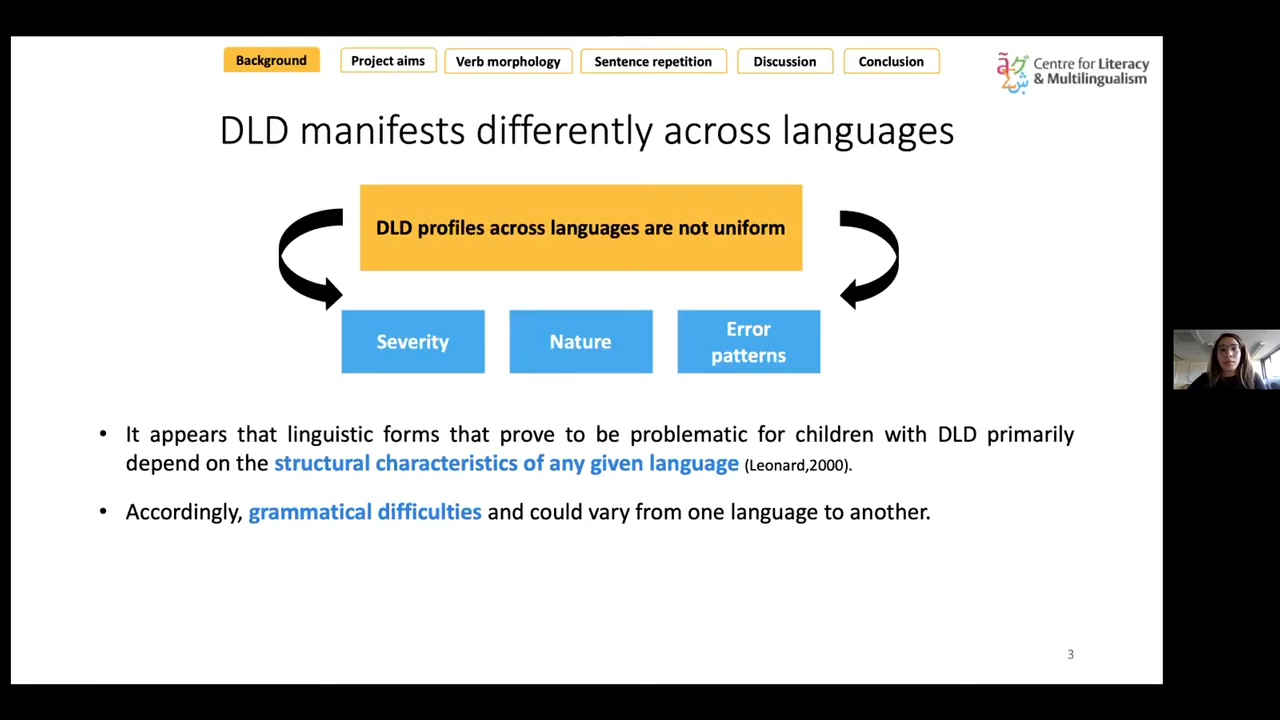 Background
Project aims
Verb morphology
Sentence repetition
Discussion
Conclusion
Centre for Literacy
& Multilingualism
DLD manifests differently across languages
DLD profiles across languages are not uniform
Severity
Nature
Error
patterns
• It appears that linguistic forms that prove to be problematic for children with DLD primarily
depend on the structural characteristics of any given language (Leonard,2000).
• Accordingly, grammatical difficulties and could vary from one language to another.
3